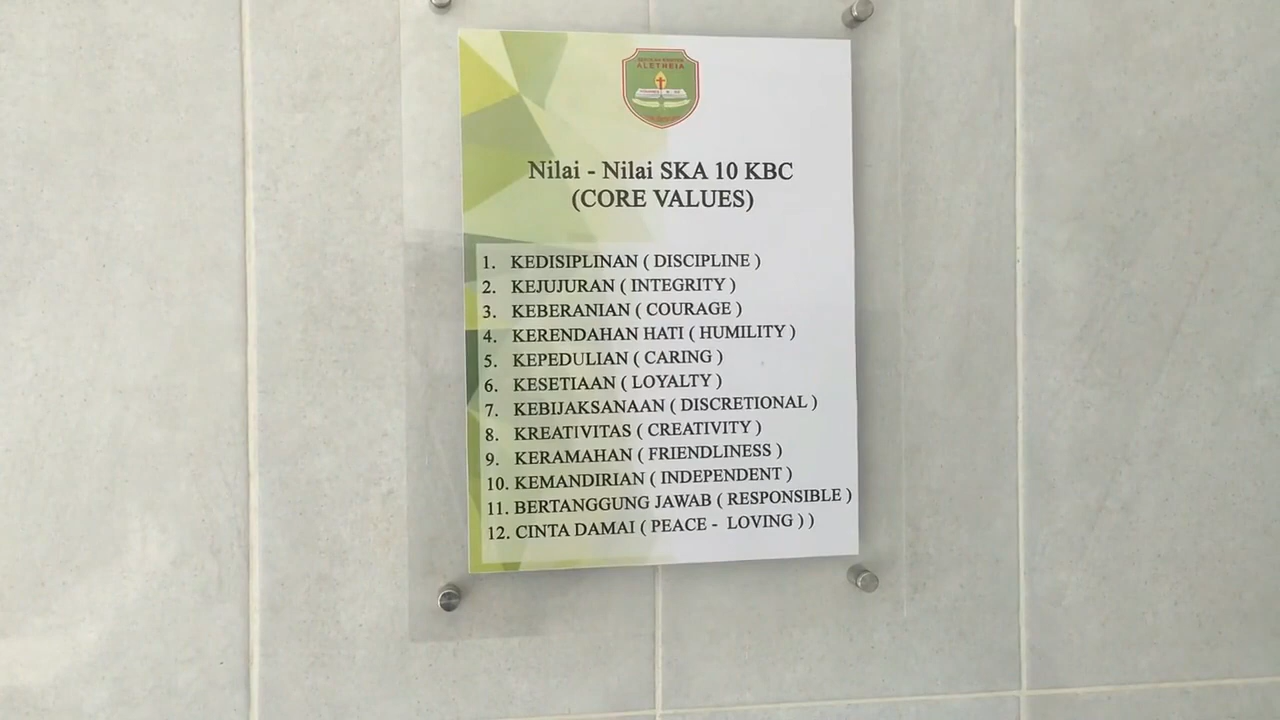 ALETHEIA
Nilai - Nilai SKA 10 KBC
(CORE VALUES)
1. KEDISIPLINAN ( DISCIPLINE )
2. KEJUJURAN ( INTEGRITY )
3. KEBERANIAN ( COURAGE )
4. KERENDAHAN HATI ( HUMILITY )
5. KEPEDULIAN ( CARING )
6. KESETIAAN ( LOYALTY )
7. KEBIJAKSANAAN ( DISCRETIONAL )
8. KREATIVITAS ( CREATIVITY )
9. KERAMAHAN ( FRIENDLINESS )
10. KEMANDIRIAN ( INDEPENDENT )
11. BERTANGGUNG JAWAB ( RESPONSIBLE )
12. CINTA DAMAI ( PEACE - LOVING ) )